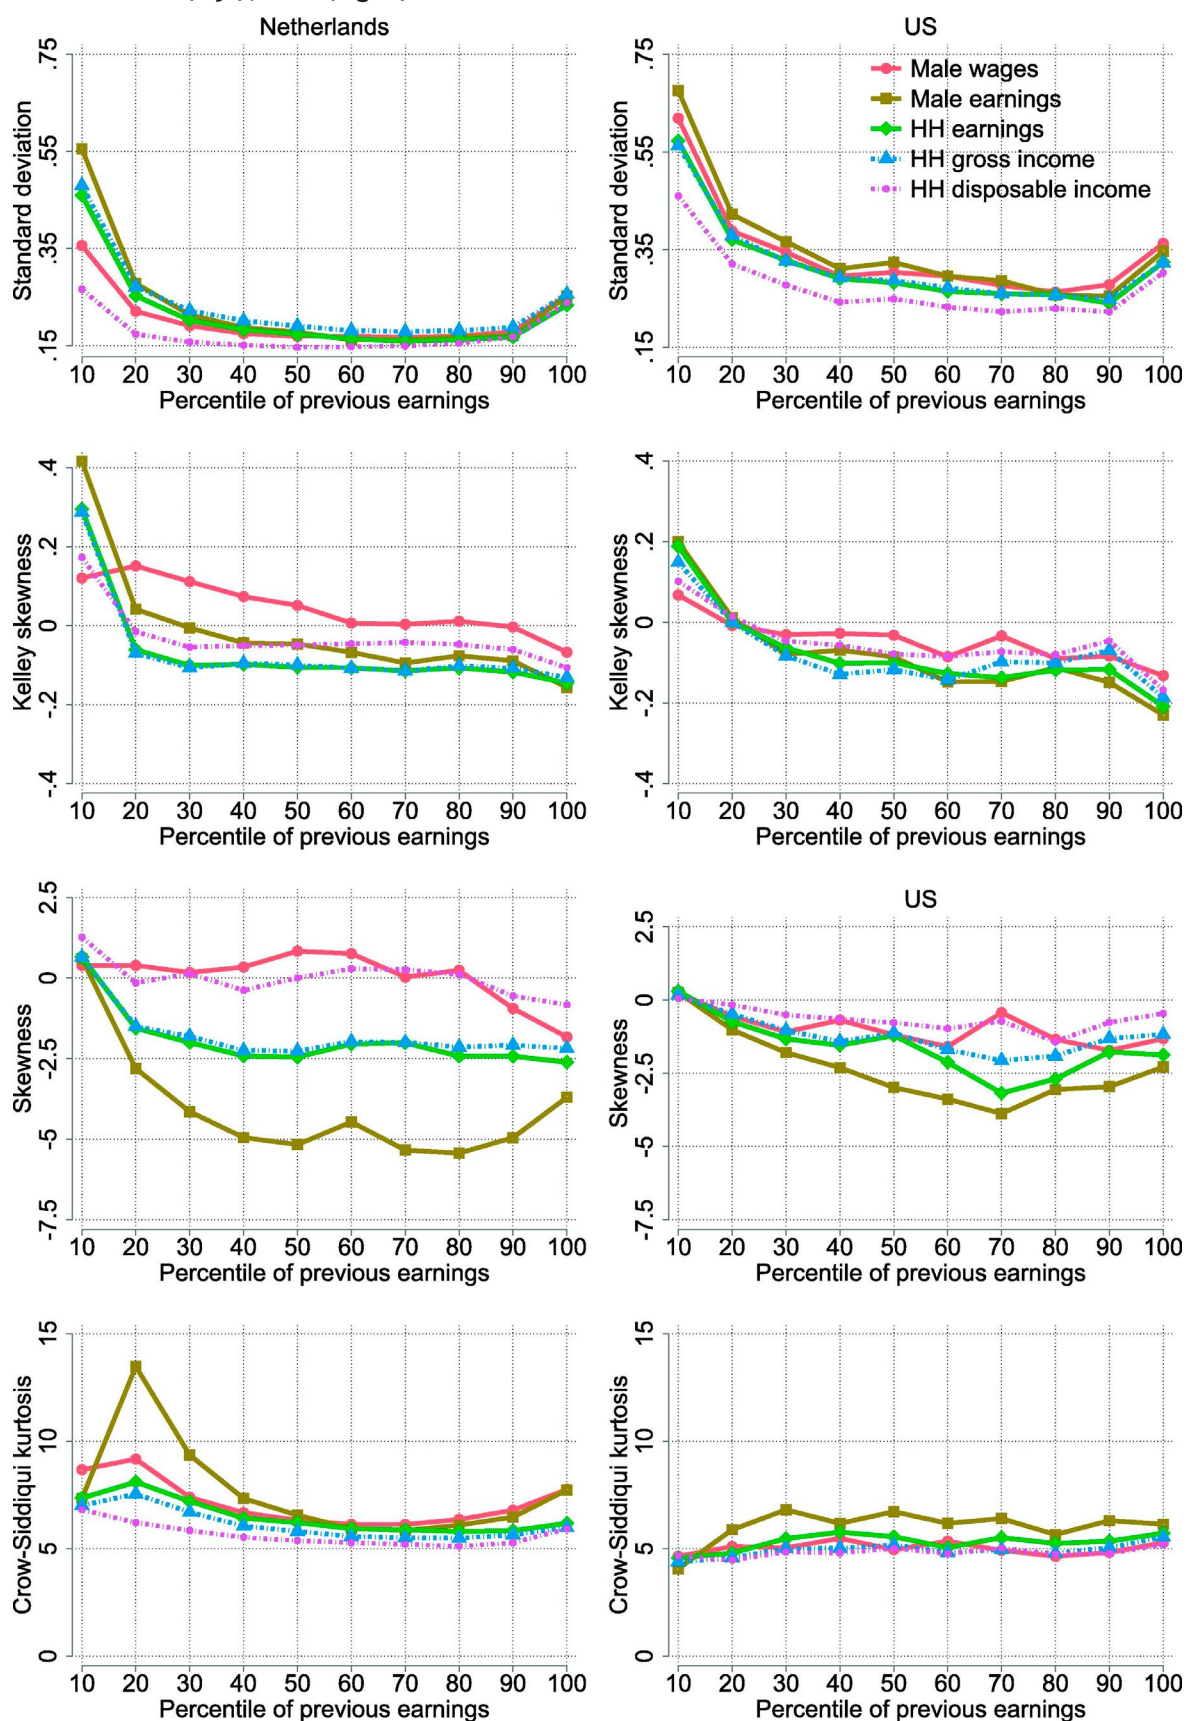 Netherlands
US
Standard deviation
.15 .35 .55 .75
10 20 30 40 50 60 70 80 90 100
Percentile of previous earnings
Standard deviation
.15 .35 .55 .75
Male wages
Male earnings
HH earnings
HH gross income
HH disposable income
10 20 30 40 50 60 70 80 90 100
Percentile of previous earnings
Kelley skewness
-.4 -.2 0 .2 .4
10 20 30 40 50 60 70 80 90 100
Percentile of previous earnings
Kelley skewness
-.4 -.2 0 .2 .4
10 20 30 40 50 60 70 80 90 100
Percentile of previous earnings
Skewness
-7.5 -5 -2.5 0 2.5
10 20 30 40 50 60 70 80 90 100
Percentile of previous earnings
US
Skewness
-7.5 -5 -2.5 0 2.5
10 20 30 40 50 60 70 80 90 100
Percentile of previous earnings
Crow-Siddiqui kurtosis
0 5 10 15
10 20 30 40 50 60 70 80 90 100
Percentile of previous earnings
Crow-Siddiqui kurtosis
0 5 10 15
10 20 30 40 50 60 70 80 90 100
Percentile of previous earnings